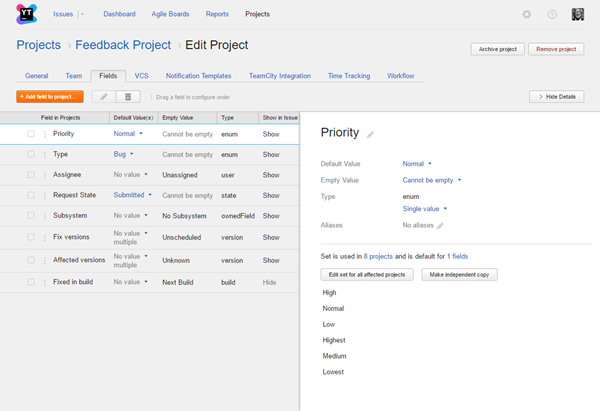 YT
Issues Dashboard Agile Boards Reports Projects
Projects › Feedback Project › Edit Project
Archive project Remove project
General Team Fields VCS Notification Templates TeamCity Integration Time Tracking Workflow
+ Add field to project... Drag a field to configure order > Hide Details
Field in Projects Default Value(s) Empty Value Type Show in Issue
Priority Normal Cannot be empty enum Show
Type Bug Cannot be empty enum Show
Assignee No value Unassigned user Show
Request State Submitted Cannot be empty state Show
Subsystem No value No Subsystem ownedField Show
Fix versions No value multiple Unscheduled version Show
Affected versions No value multiple Unknown version Show
Fixed in build No value Next Build build Hide
Priority
Default Value Normal
Empty Value Cannot be empty
Type enum
Single value
Aliases No aliases
Set is used in 8 projects and is default for 1 fields
Edit set for all affected projects Make independent copy
High
Normal
Low
Highest
Medium
Lowest